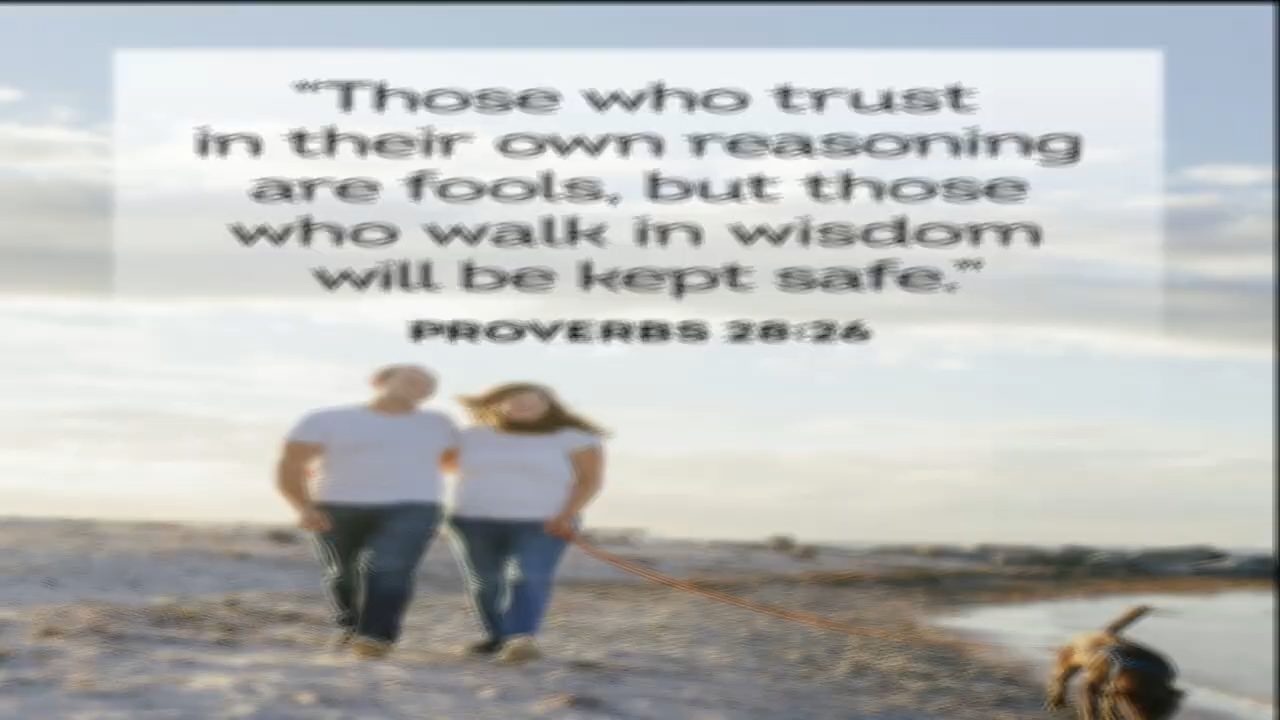 “Those who trust
in their own reasoning
are fools, but those
who walk in wisdom
will be kept safe.”
PROVERBS 28:26